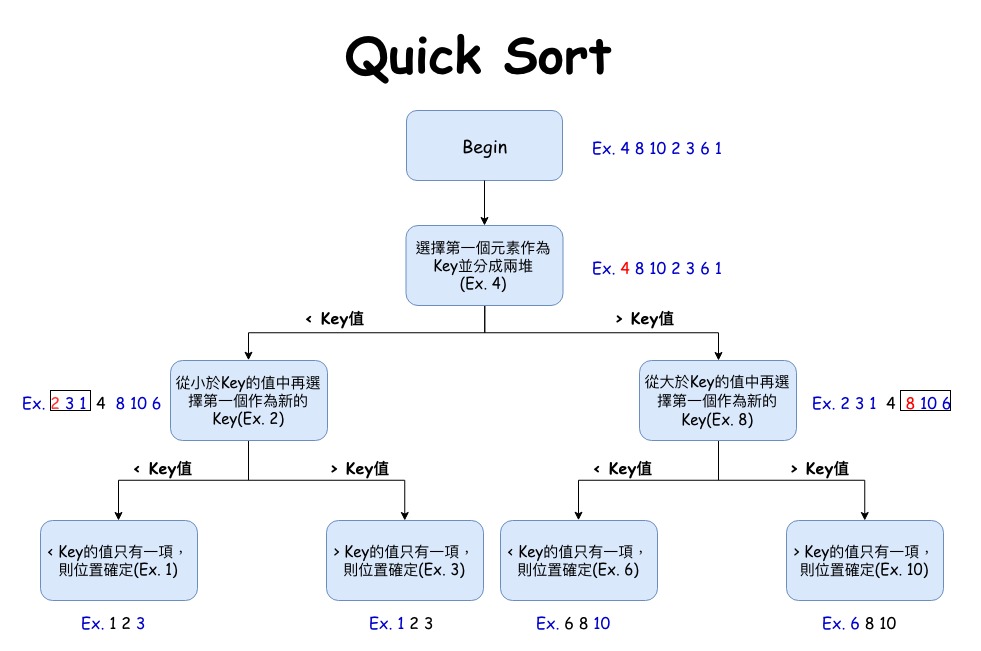 Quick Sort
Begin
Ex. 4 8 10 2 3 6 1
選擇第一個元素作為
Key並分成兩堆
(Ex. 4)
Ex. 4 8 10 2 3 6 1
< Key值
> Key值
Ex. 2 3 1 4 8 10 6
從小於Key的值中再選
擇第一個作為新的
Key(Ex. 2)
從大於Key的值中再選
擇第一個作為新的
Key(Ex. 8)
Ex. 2 3 1 4 8 10 6
< Key值
> Key值
< Key值
> Key值
< Key的值只有一項，
則位置確定(Ex. 1)
> Key的值只有一項，
則位置確定(Ex. 3)
< Key的值只有一項，
則位置確定(Ex. 6)
> Key的值只有一項，
則位置確定(Ex. 10)
Ex. 1 2 3
Ex. 1 2 3
Ex. 6 8 10
Ex. 6 8 10